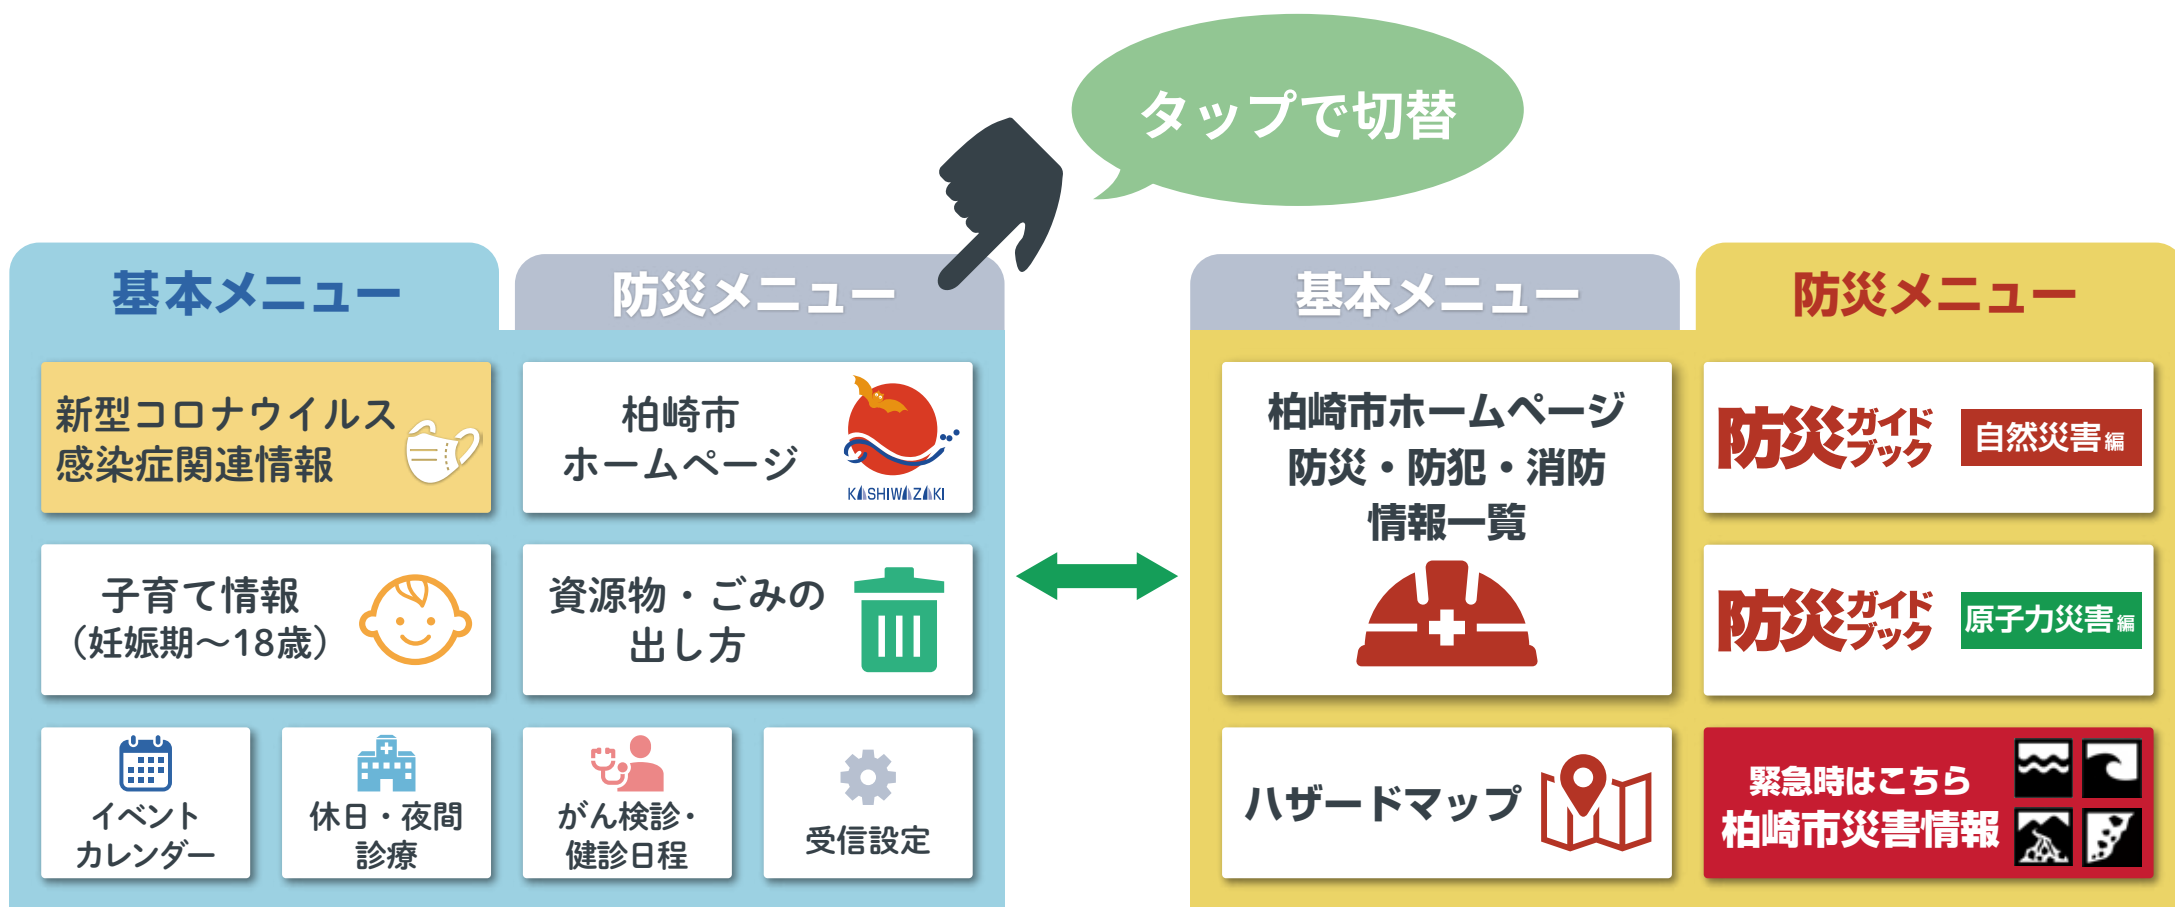 タップで切替
基本メニュー
防災メニュー
新型コロナウイルス
感染症関連情報
柏崎市
ホームページ
KASHIWAZAKI
子育て情報
（妊娠期～18歳）
資源物・ごみの
出し方
イベント
カレンダー
休日・夜間
診療
がん検診・
健診日程
受信設定
基本メニュー
防災メニュー
柏崎市ホームページ
防災・防犯・消防
情報一覧
防災ガイドブック 自然災害編
防災ガイドブック 原子力災害編
ハザードマップ
緊急時はこちら
柏崎市災害情報